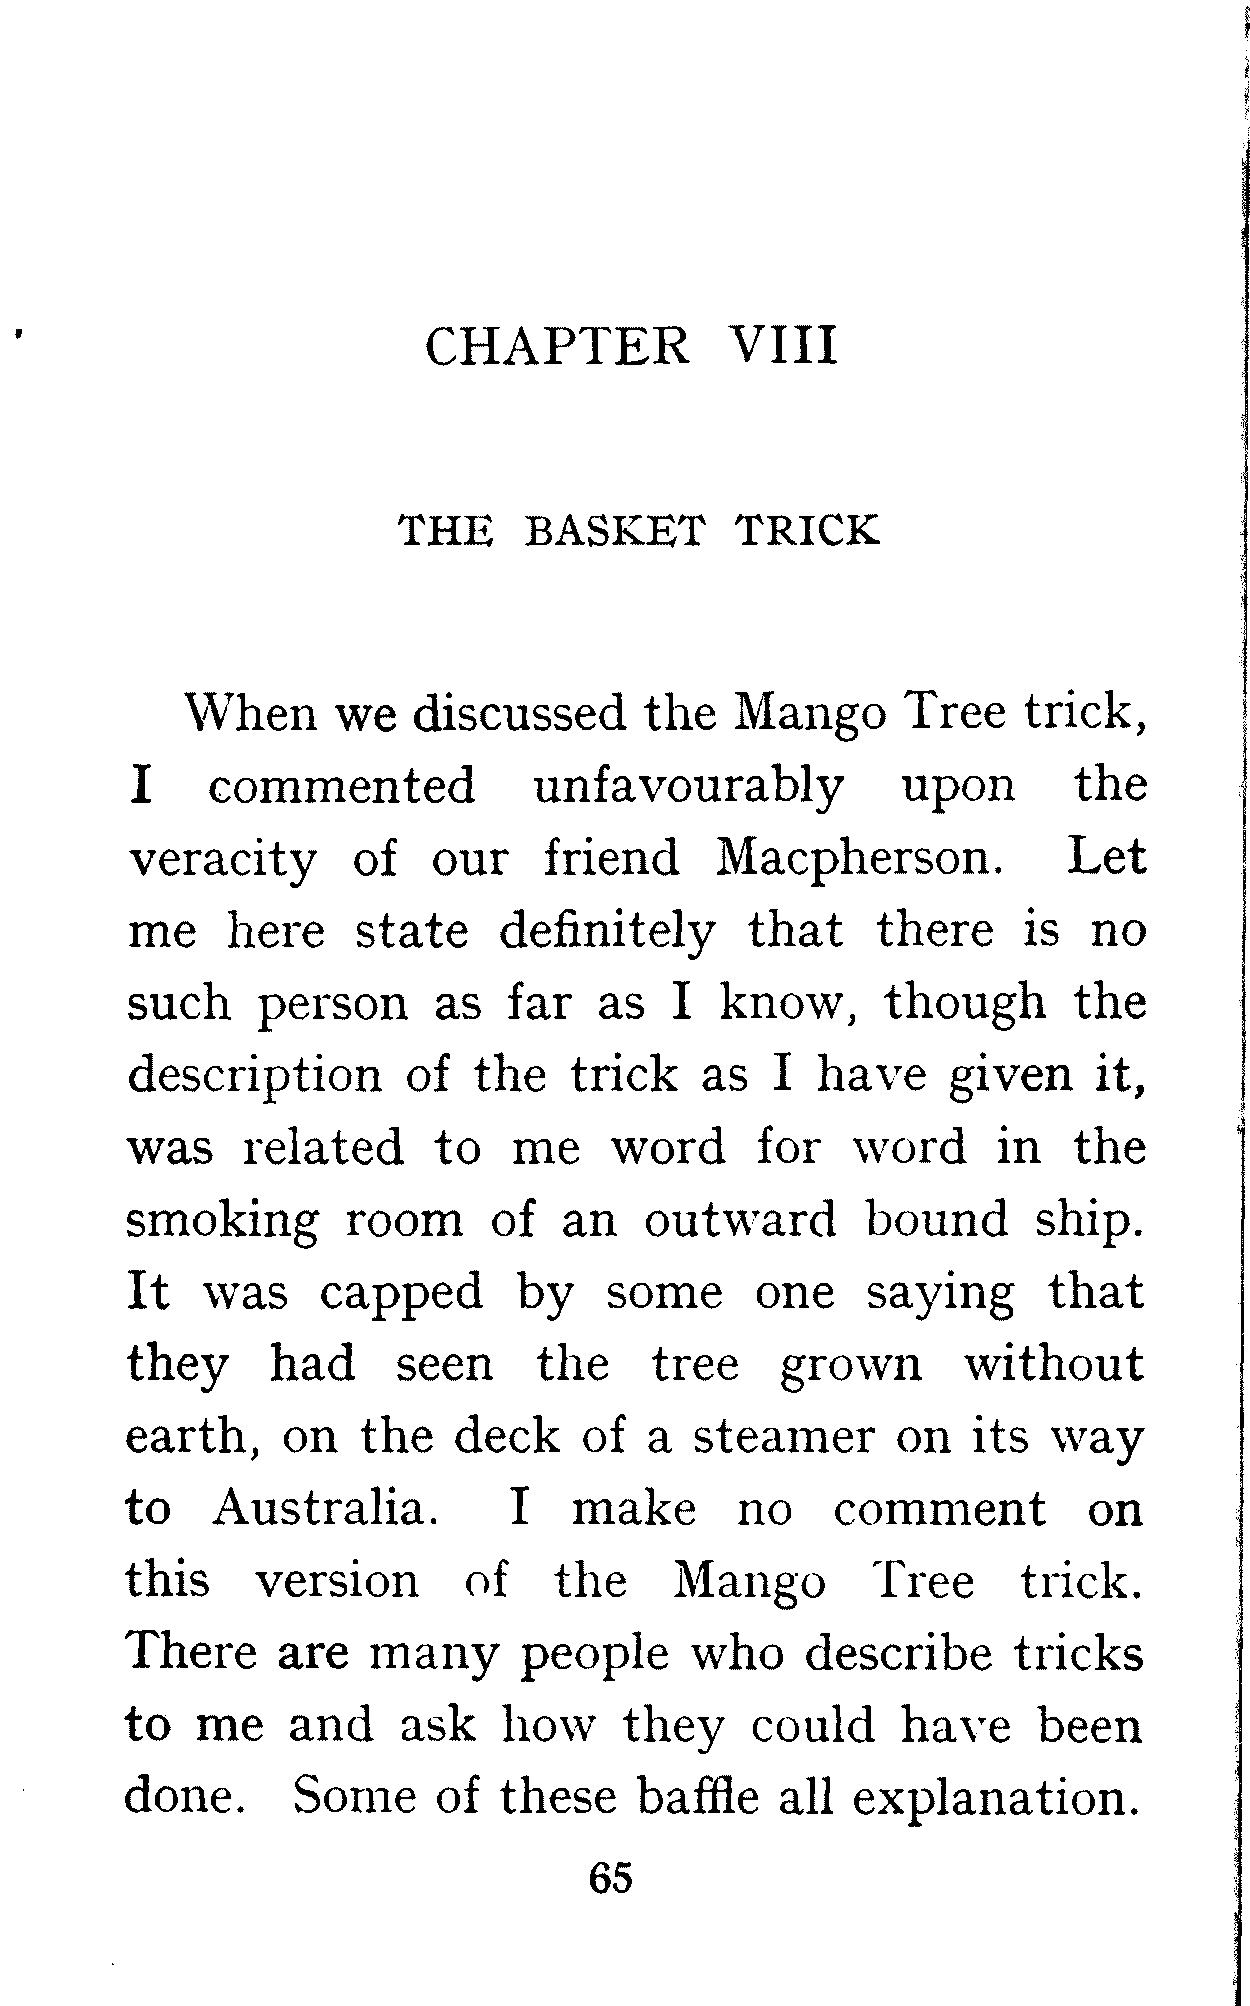 CHAPTER VIII
THE BASKET TRICK
When we discussed the Mango Tree trick,
I commented unfavourably upon the
veracity of our friend Macpherson. Let
me here state definitely that there is no
such person as far as I know, though the
description of the trick as I have given it,
was related to me word for word in the
smoking room of an outward bound ship.
It was capped by some one saying that
they had seen the tree grown without
earth, on the deck of a steamer on its way
to Australia. I make no comment on
this version of the Mango Tree trick.
There are many people who describe tricks
to me and ask how they could have been
done. Some of these baffle all explanation.
65